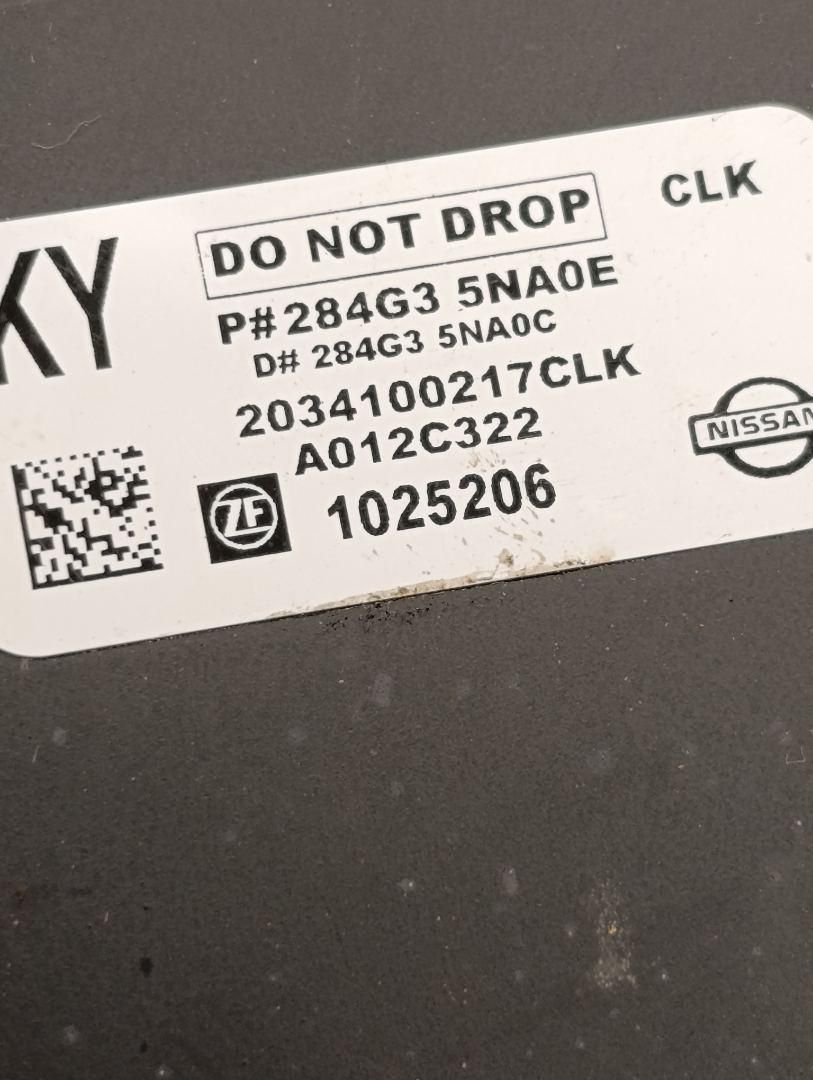 CLK
DO NOT DROP
KY
P# 284G3 5NA0E
D# 284G3 5NA0C
2034100217CLK
A012C322
NISSAN
ZF
1025206